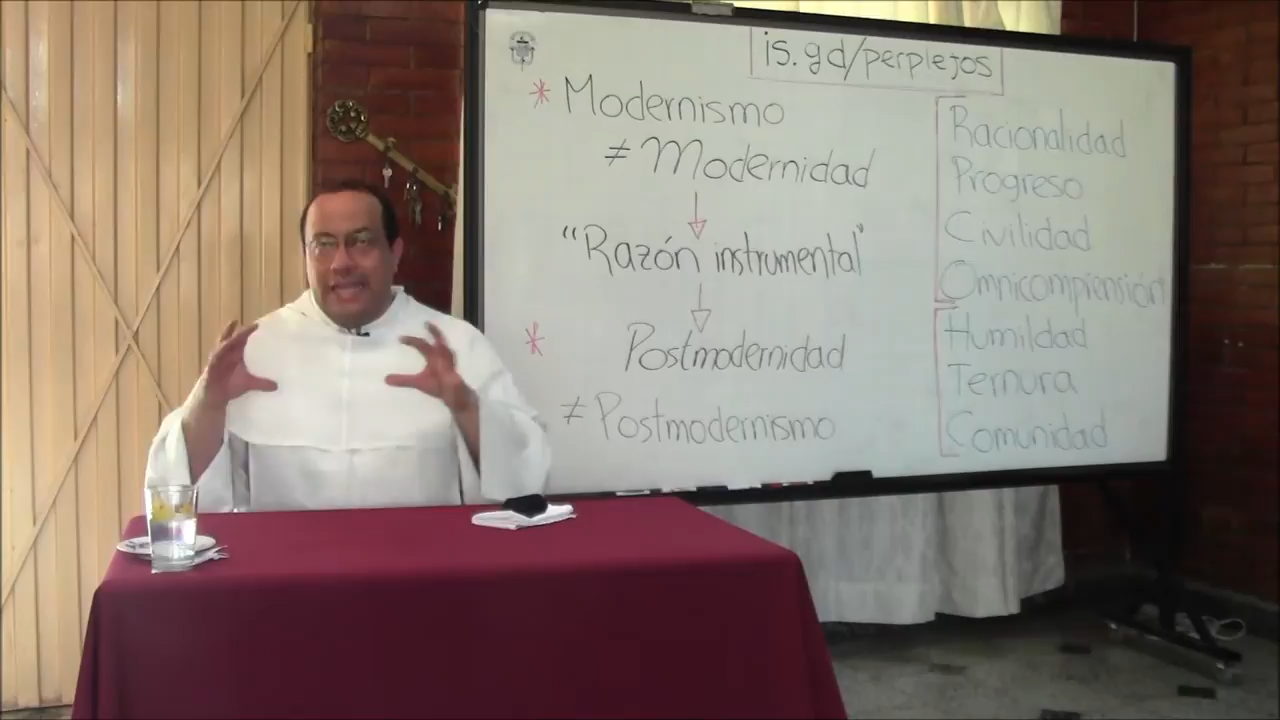 is.gd/perplejos
* Modernismo
≠ Modernidad
"Razón instrumental"
* Postmodernidad
≠ Postmodernismo
Racionalidad
Progreso
Civilidad
Omnicomprensión
Humildad
Ternura
Comunidad